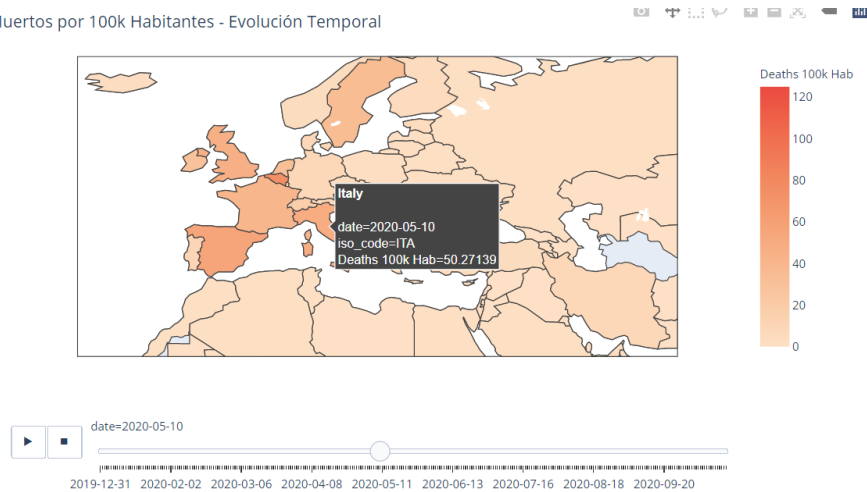 Muertos por 100k Habitantes - Evolución Temporal
Deaths 100k Hab
120
100
80
60
40
20
0
Italy
date=2020-05-10
iso_code=ITA
Deaths 100k Hab=50.27139
date=2020-05-10
2019-12-31 2020-02-02 2020-03-06 2020-04-08 2020-05-11 2020-06-13 2020-07-16 2020-08-18 2020-09-20